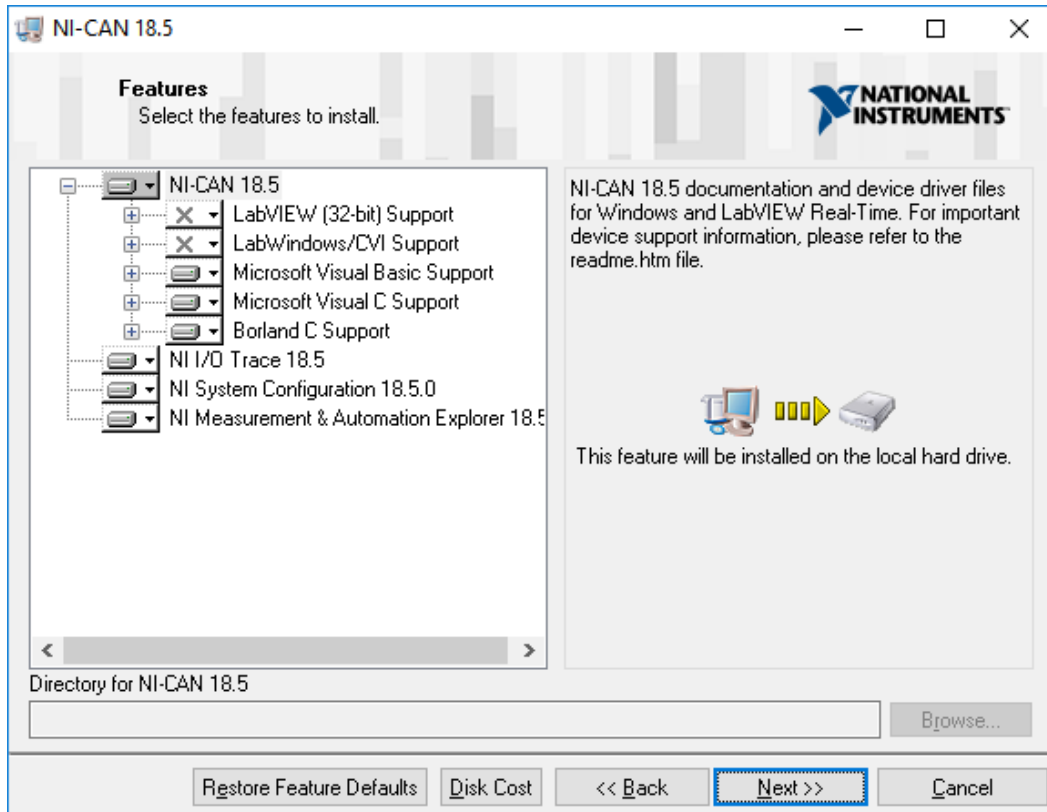 NI-CAN 18.5
Features
Select the features to install.
NATIONAL
INSTRUMENTS
NI-CAN 18.5
LabVIEW (32-bit) Support
LabWindows/CVI Support
Microsoft Visual Basic Support
Microsoft Visual C Support
Borland C Support
NI I/O Trace 18.5
NI System Configuration 18.5.0
NI Measurement & Automation Explorer 18.5
NI-CAN 18.5 documentation and device driver files
for Windows and LabVIEW Real-Time. For important
device support information, please refer to the
readme.htm file.
This feature will be installed on the local hard drive.
Directory for NI-CAN 18.5
Browse...
Restore Feature Defaults
Disk Cost
<< Back
Next >>
Cancel